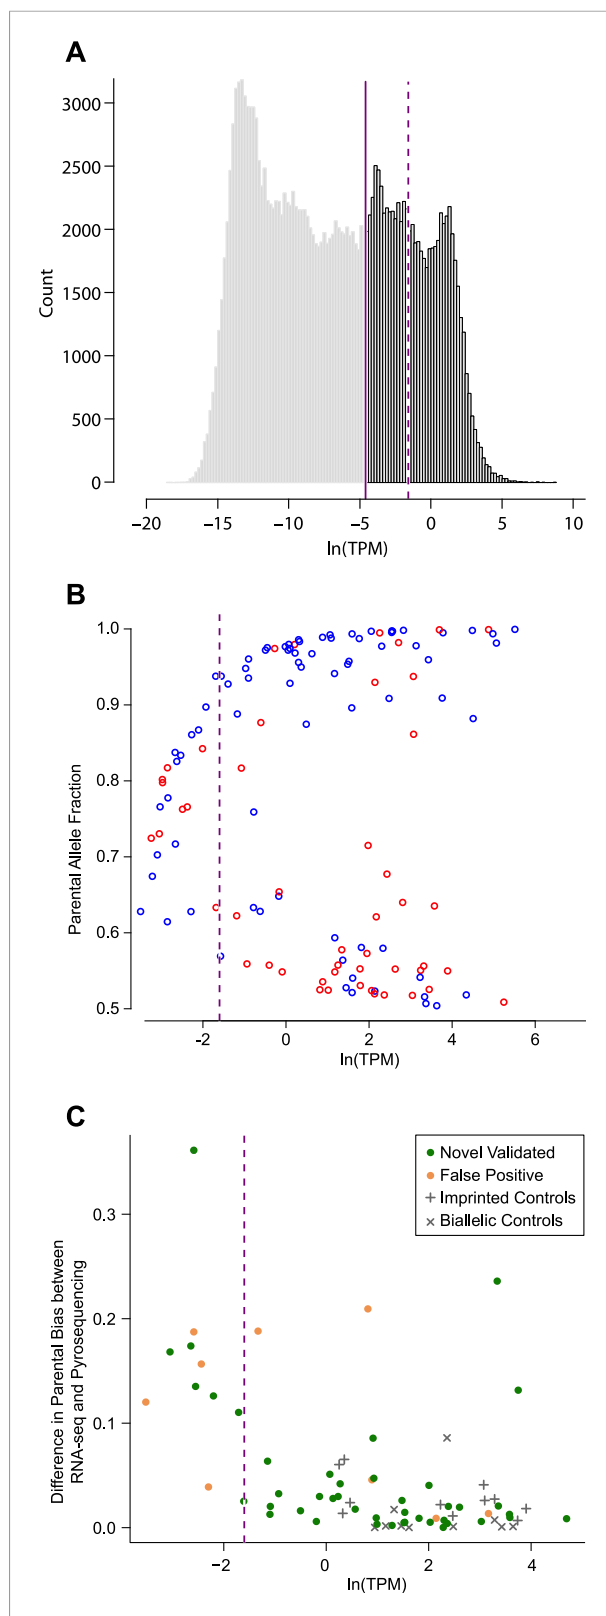 A
3000
2500
2000
1500
1000
500
0
Count
−20 −15 −10 −5 0 5 10
ln(TPM)
B
1.0
0.9
0.8
0.7
0.6
0.5
Parental Allele Fraction
-2 0 2 4 6
ln(TPM)
C
Novel Validated
False Positive
Imprinted Controls
Biallelic Controls
0.3
0.2
0.1
0.0
Difference in Parental Bias between
RNA-seq and Pyrosequencing
−2 0 2 4
ln(TPM)